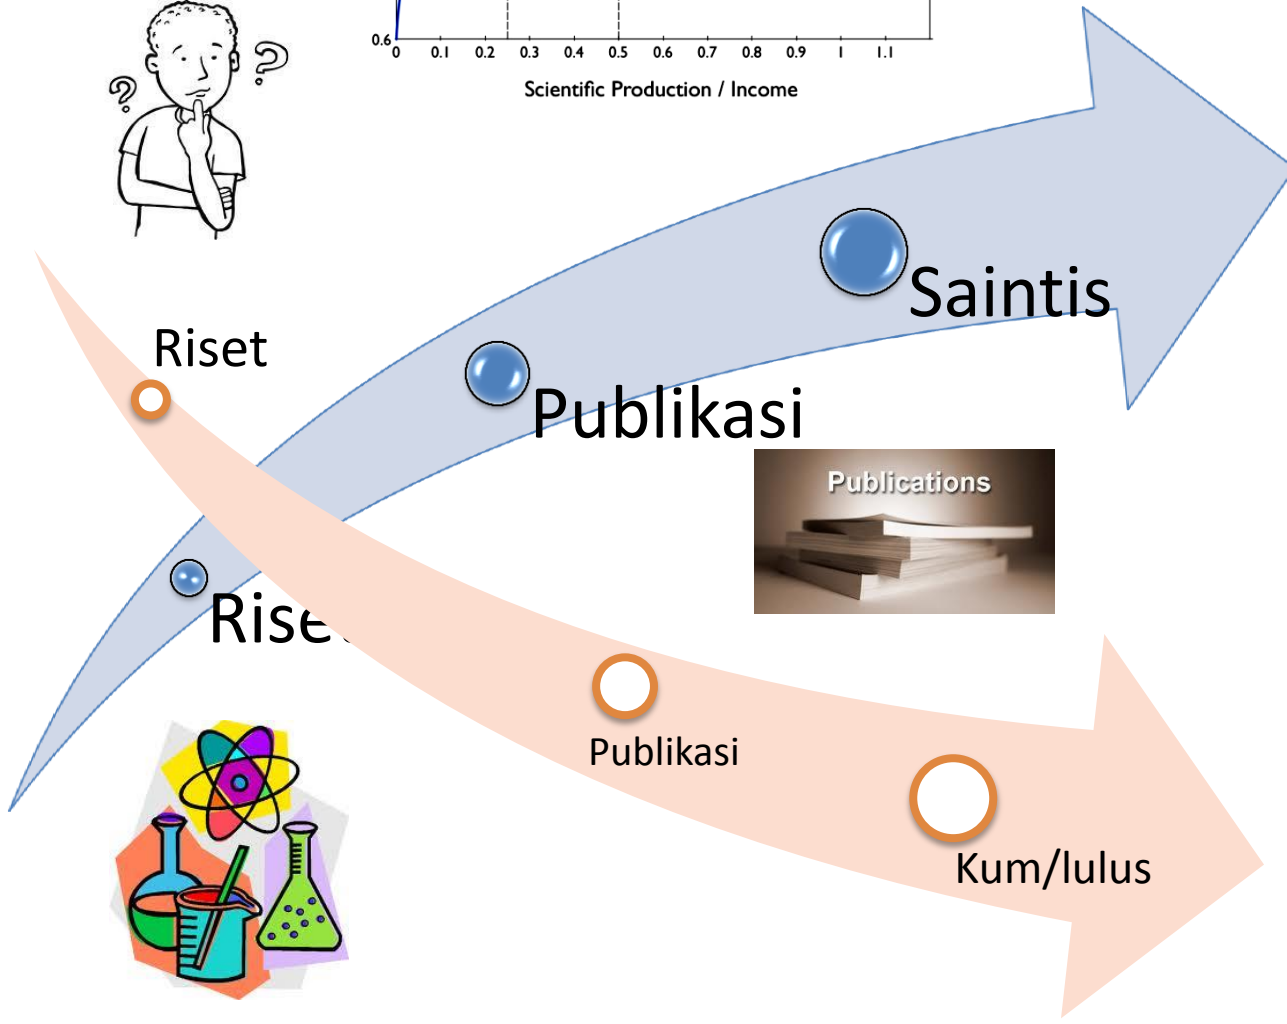 0.6
0 0.1 0.2 0.3 0.4 0.5 0.6 0.7 0.8 0.9 1 1.1
Scientific Production / Income
? ?
Saintis
Riset
Publikasi
Publications
Rise
Publikasi
Kum/lulus